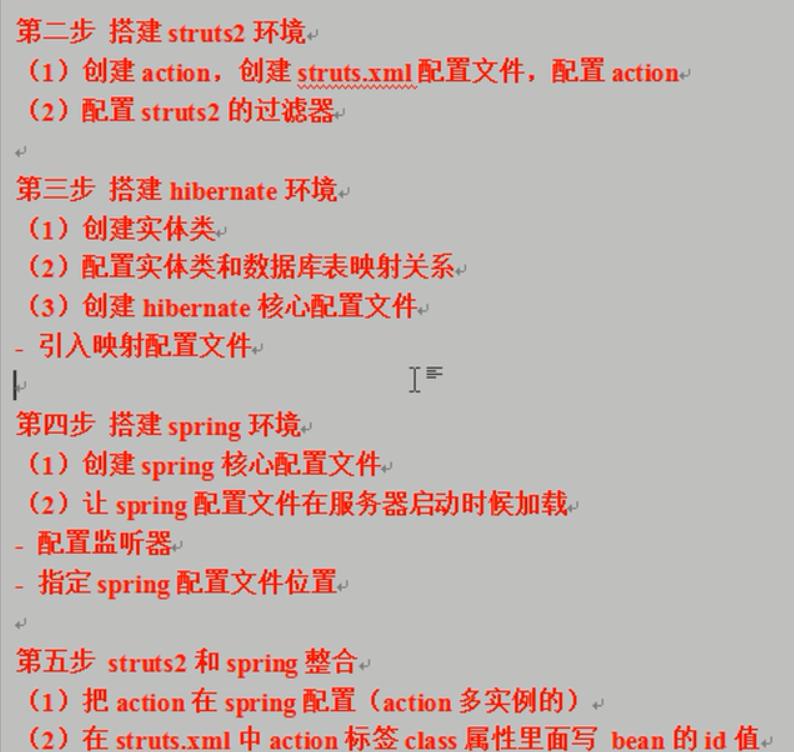 第二步 搭建 struts2 环境
（1）创建 action，创建 struts.xml 配置文件，配置 action
（2）配置 struts2 的过滤器
第三步 搭建 hibernate 环境
（1）创建实体类
（2）配置实体类和数据库表映射关系
（3）创建 hibernate 核心配置文件
- 引入映射配置文件
第四步 搭建 spring 环境
（1）创建 spring 核心配置文件
（2）让 spring 配置文件在服务器启动时候加载
- 配置监听器
- 指定 spring 配置文件位置
第五步 struts2 和 spring 整合
（1）把 action 在 spring 配置（action 多实例的）
（2）在 struts.xml 中 action 标签 class 属性里面写 bean 的 id 值